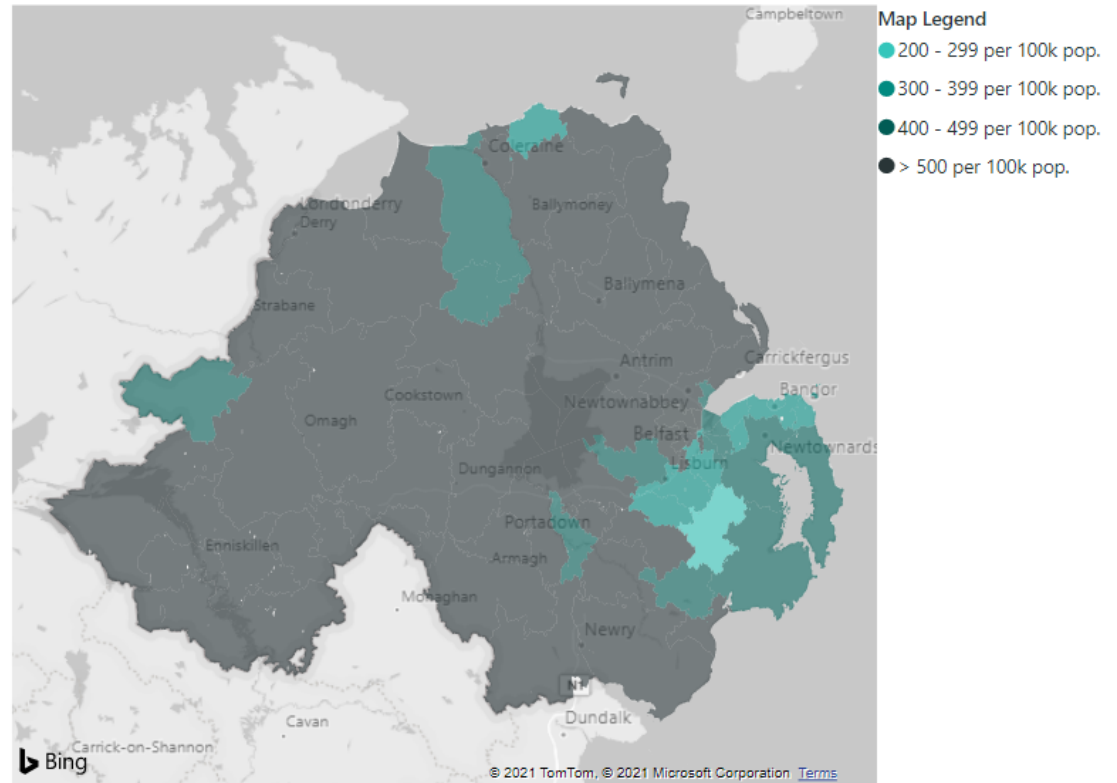 Campbeltown
Map Legend
200 - 299 per 100k pop.
300 - 399 per 100k pop.
400 - 499 per 100k pop.
> 500 per 100k pop.
Coleraine
Londonderry
Derry
Ballymoney
Strabane
Ballymena
Carrickfergus
Antrim
Bangor
Cookstown
Newtownabbey
Omagh
Belfast
Newtownards
Lisburn
Dungannon
Portadown
Enniskillen
Armagh
Monaghan
Newry
N1
Dundalk
Cavan
Carrick-on-Shannon
Bing
© 2021 TomTom, © 2021 Microsoft Corporation Terms